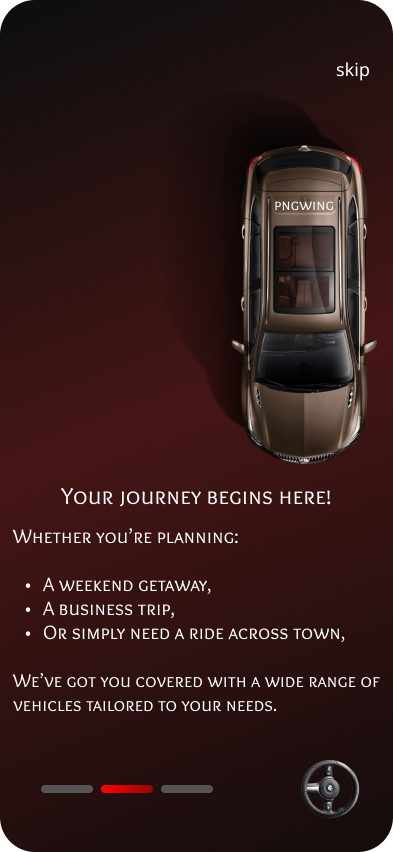 skip
PNGWING
Your journey begins here!
Whether you're planning:
• A weekend getaway,
• A business trip,
• Or simply need a ride across town,
We've got you covered with a wide range of
vehicles tailored to your needs.